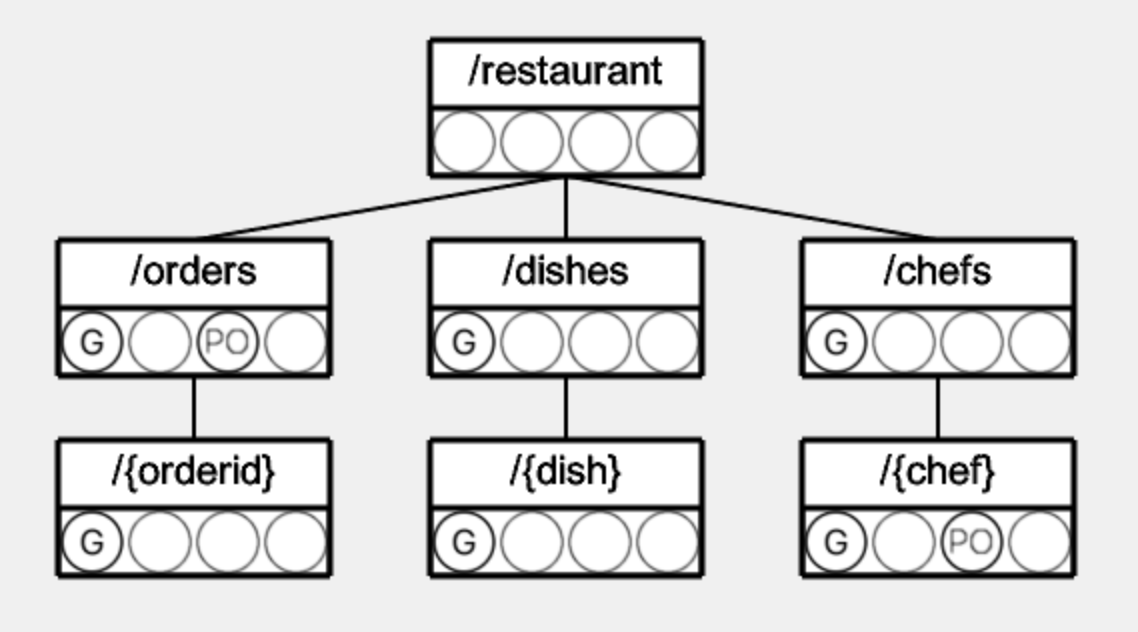 /restaurant
/orders
/dishes
/chefs
G PO
G
G
/{orderid}
/{dish}
/{chef}
G
G
G PO